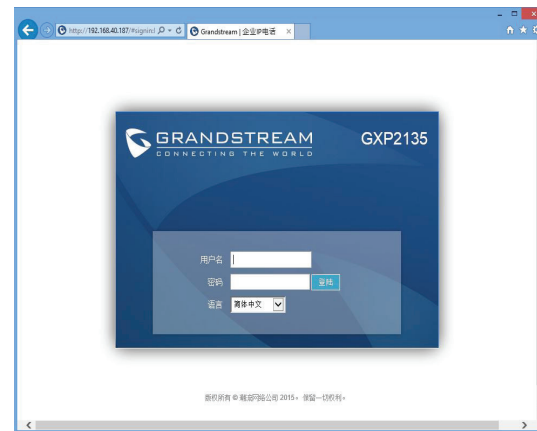 http://192.168.40.187/#signin:l
Grandstream | 企业IP电话 ×
GRANDSTREAM
CONNECTING THE WORLD
GXP2135
用户名
密码 登陆
语言 简体中文
版权所有 © 潮流网络公司 2015。 保留一切权利。